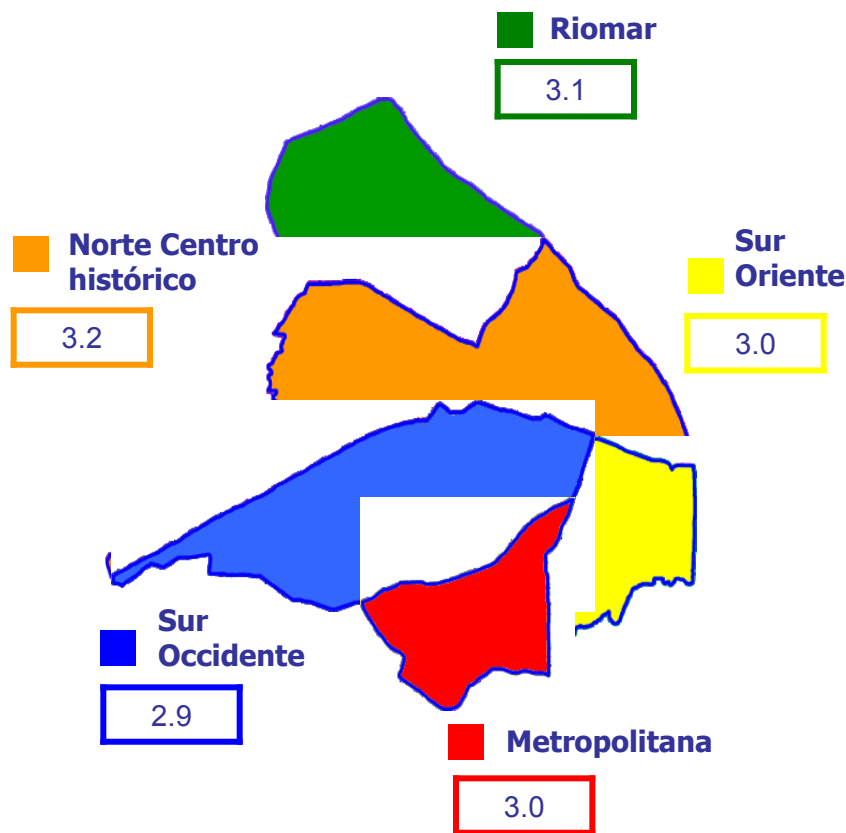 Riomar
3.1
Norte Centro
histórico
3.2
Sur
Oriente
3.0
Sur
Occidente
2.9
Metropolitana
3.0